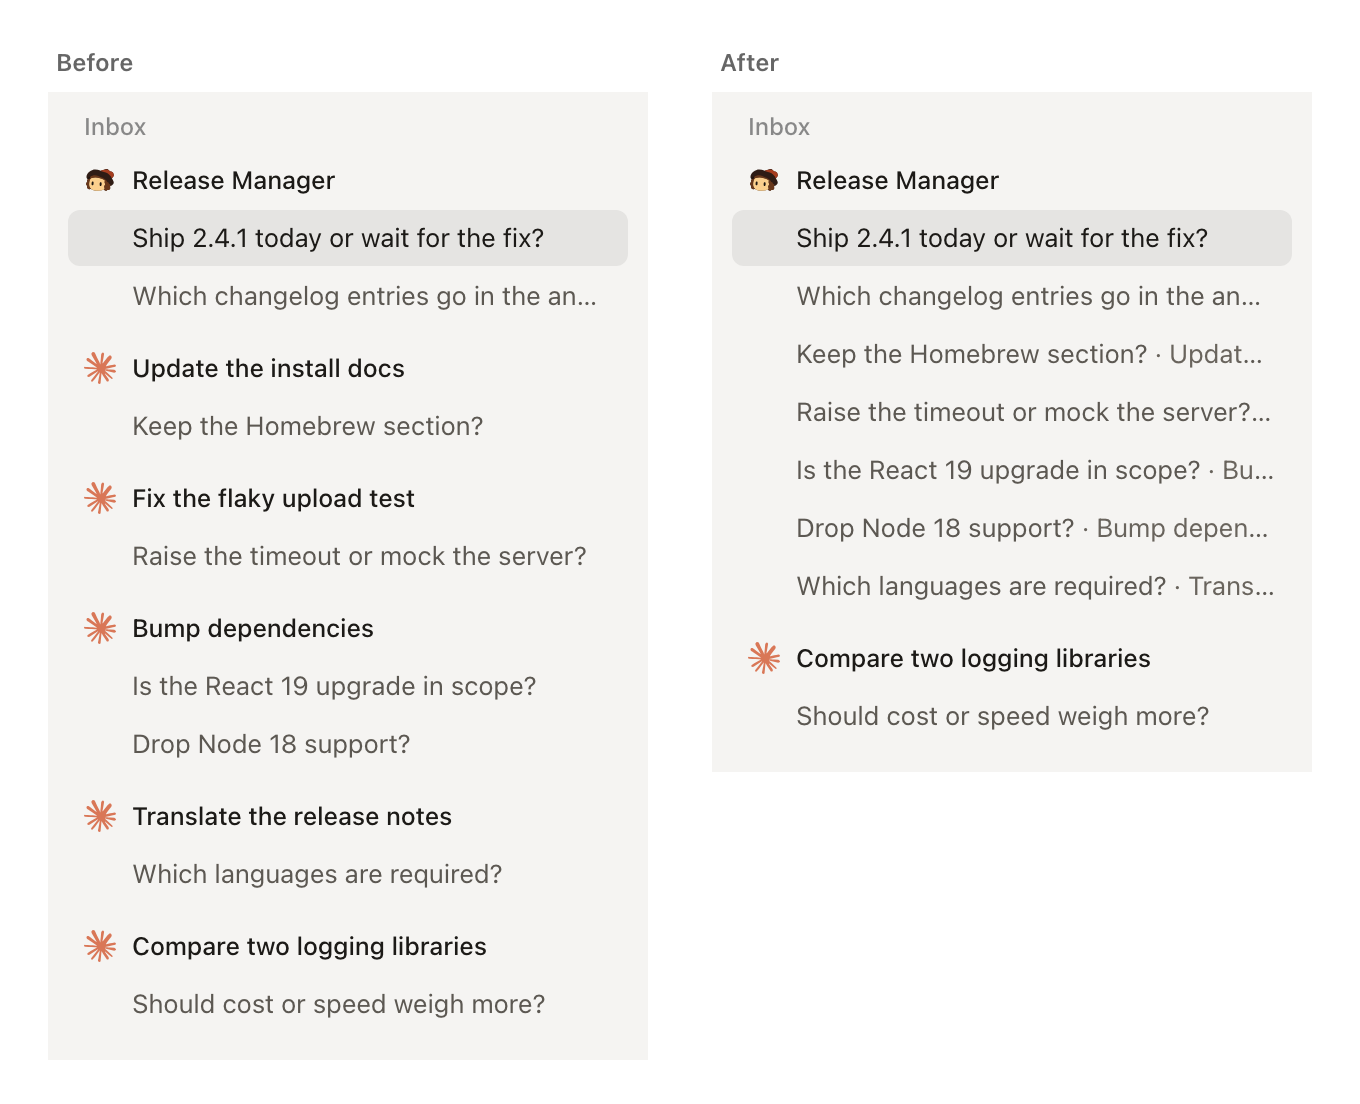 Before
Inbox
Release Manager
Ship 2.4.1 today or wait for the fix?
Which changelog entries go in the an...
Update the install docs
Keep the Homebrew section?
Fix the flaky upload test
Raise the timeout or mock the server?
Bump dependencies
Is the React 19 upgrade in scope?
Drop Node 18 support?
Translate the release notes
Which languages are required?
Compare two logging libraries
Should cost or speed weigh more?
After
Inbox
Release Manager
Ship 2.4.1 today or wait for the fix?
Which changelog entries go in the an...
Keep the Homebrew section? · Updat...
Raise the timeout or mock the server?...
Is the React 19 upgrade in scope? · Bu...
Drop Node 18 support? · Bump depen...
Which languages are required? · Trans...
Compare two logging libraries
Should cost or speed weigh more?